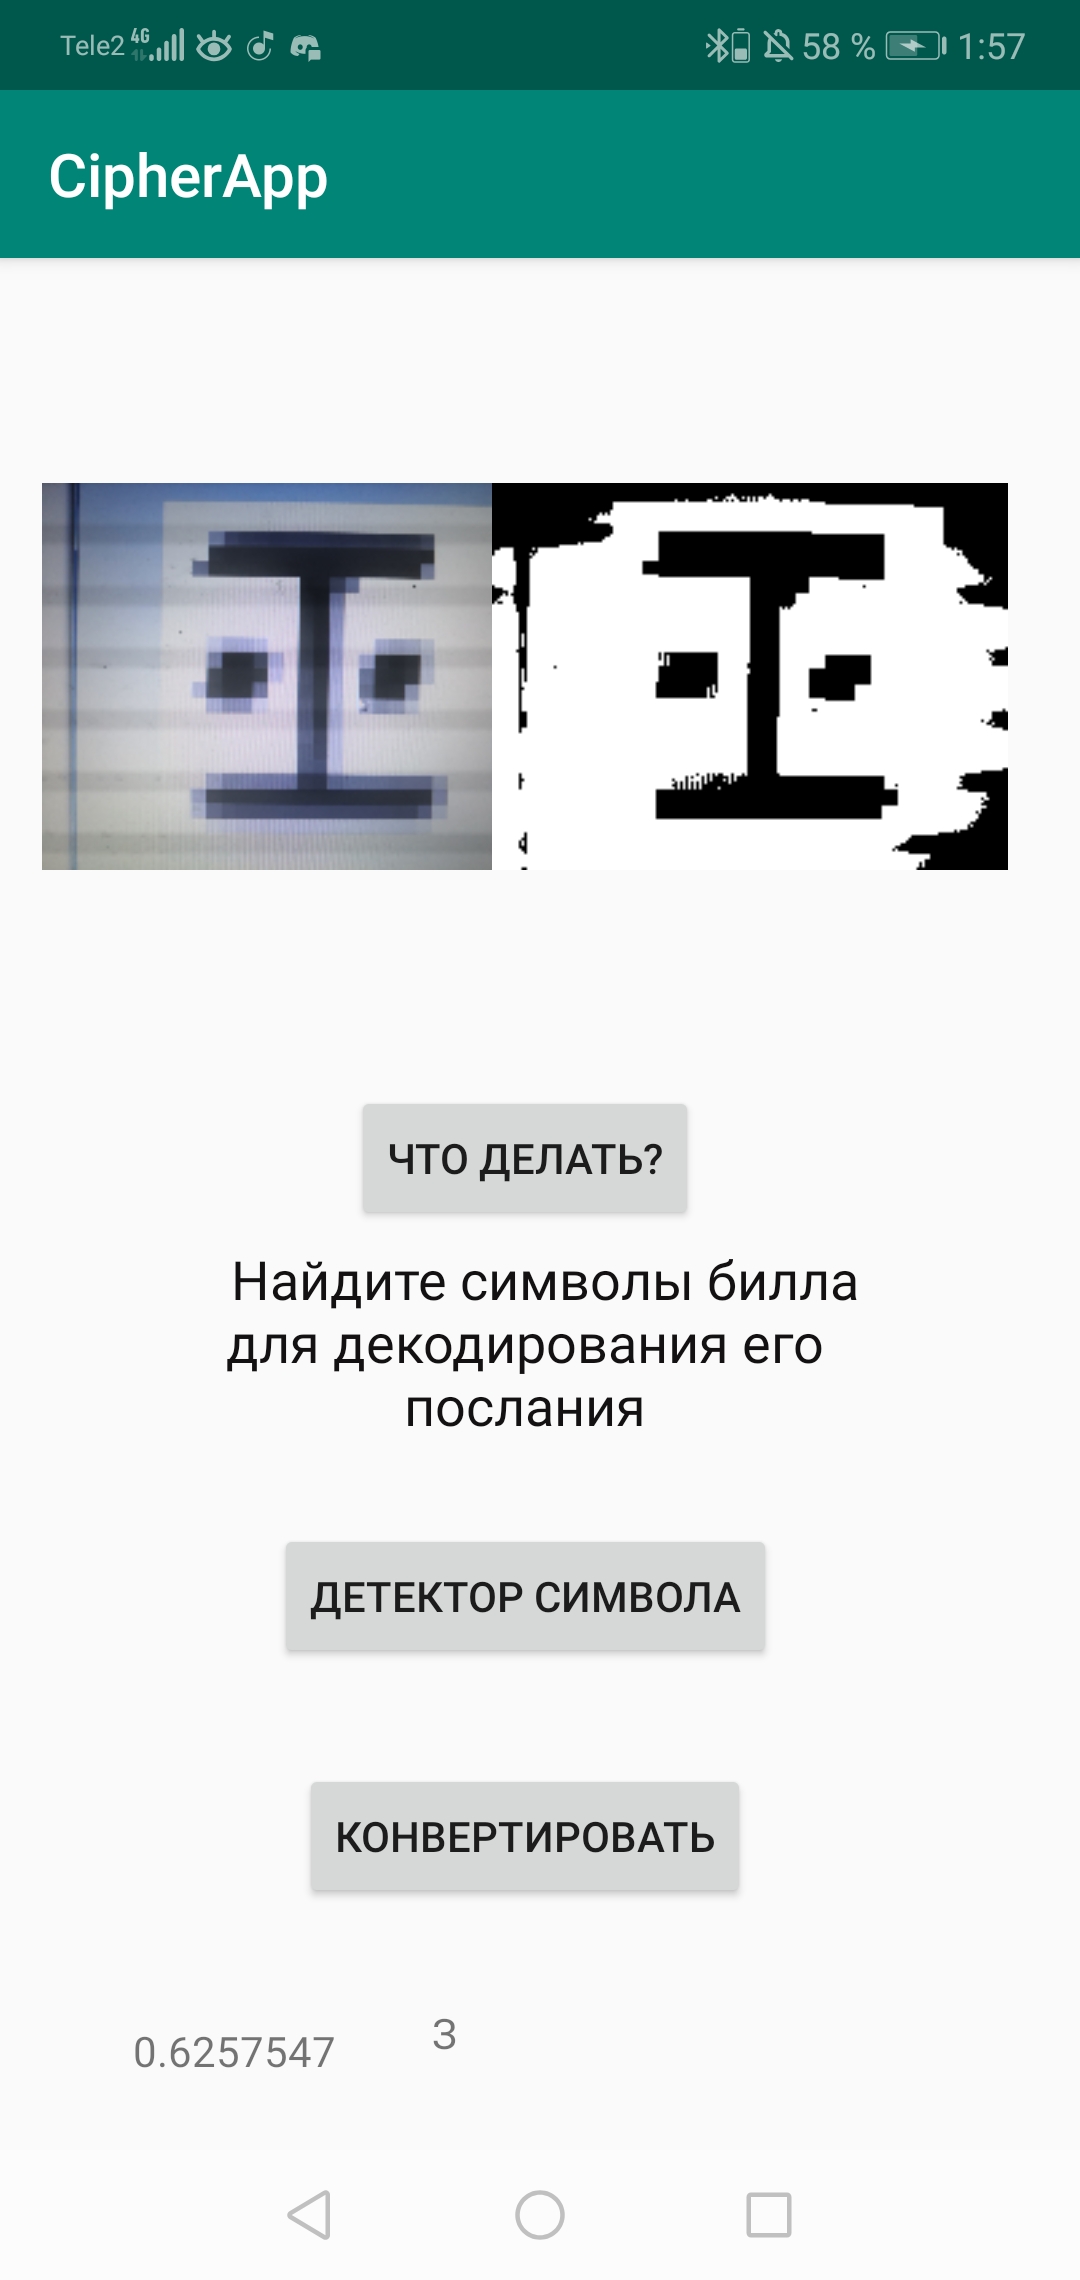 Tele2 4G 58 % 1:57
CipherApp
ЧТО ДЕЛАТЬ?
Найдите символы билла
для декодирования его
послания
ДЕТЕКТОР СИМВОЛА
КОНВЕРТИРОВАТЬ
0.6257547 3